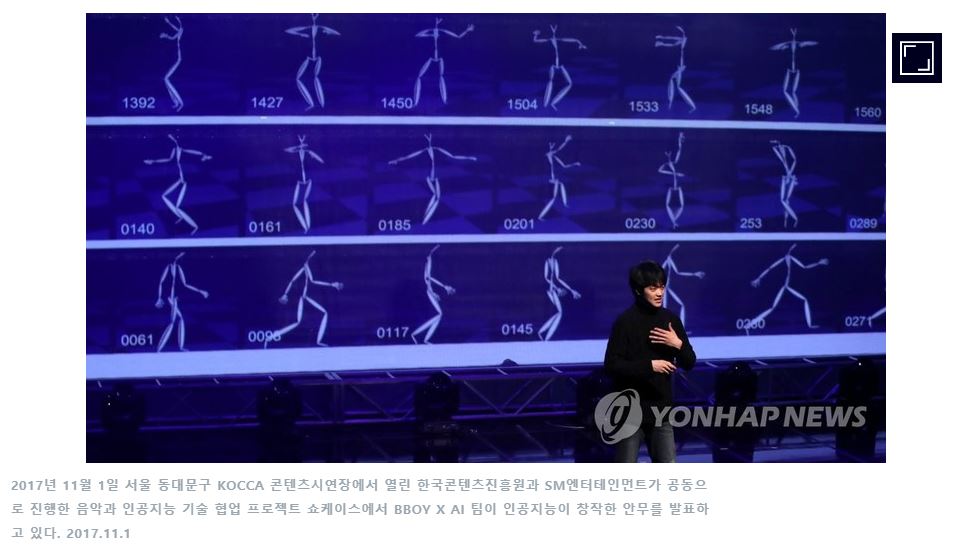 1392 1427 1450 1504 1533 1548 1560
0140 0161 0185 0201 0230 253 0289
0061 0098 0117 0145 0260 0271
YONHAP NEWS
2017년 11월 1일 서울 동대문구 KOCCA 콘텐츠시연장에서 열린 한국콘텐츠진흥원과 SM엔터테인먼트가 공동으
로 진행한 음악과 인공지능 기술 협업 프로젝트 쇼케이스에서 BBOY X AI 팀이 인공지능이 창작한 안무를 발표하
고 있다. 2017.11.1